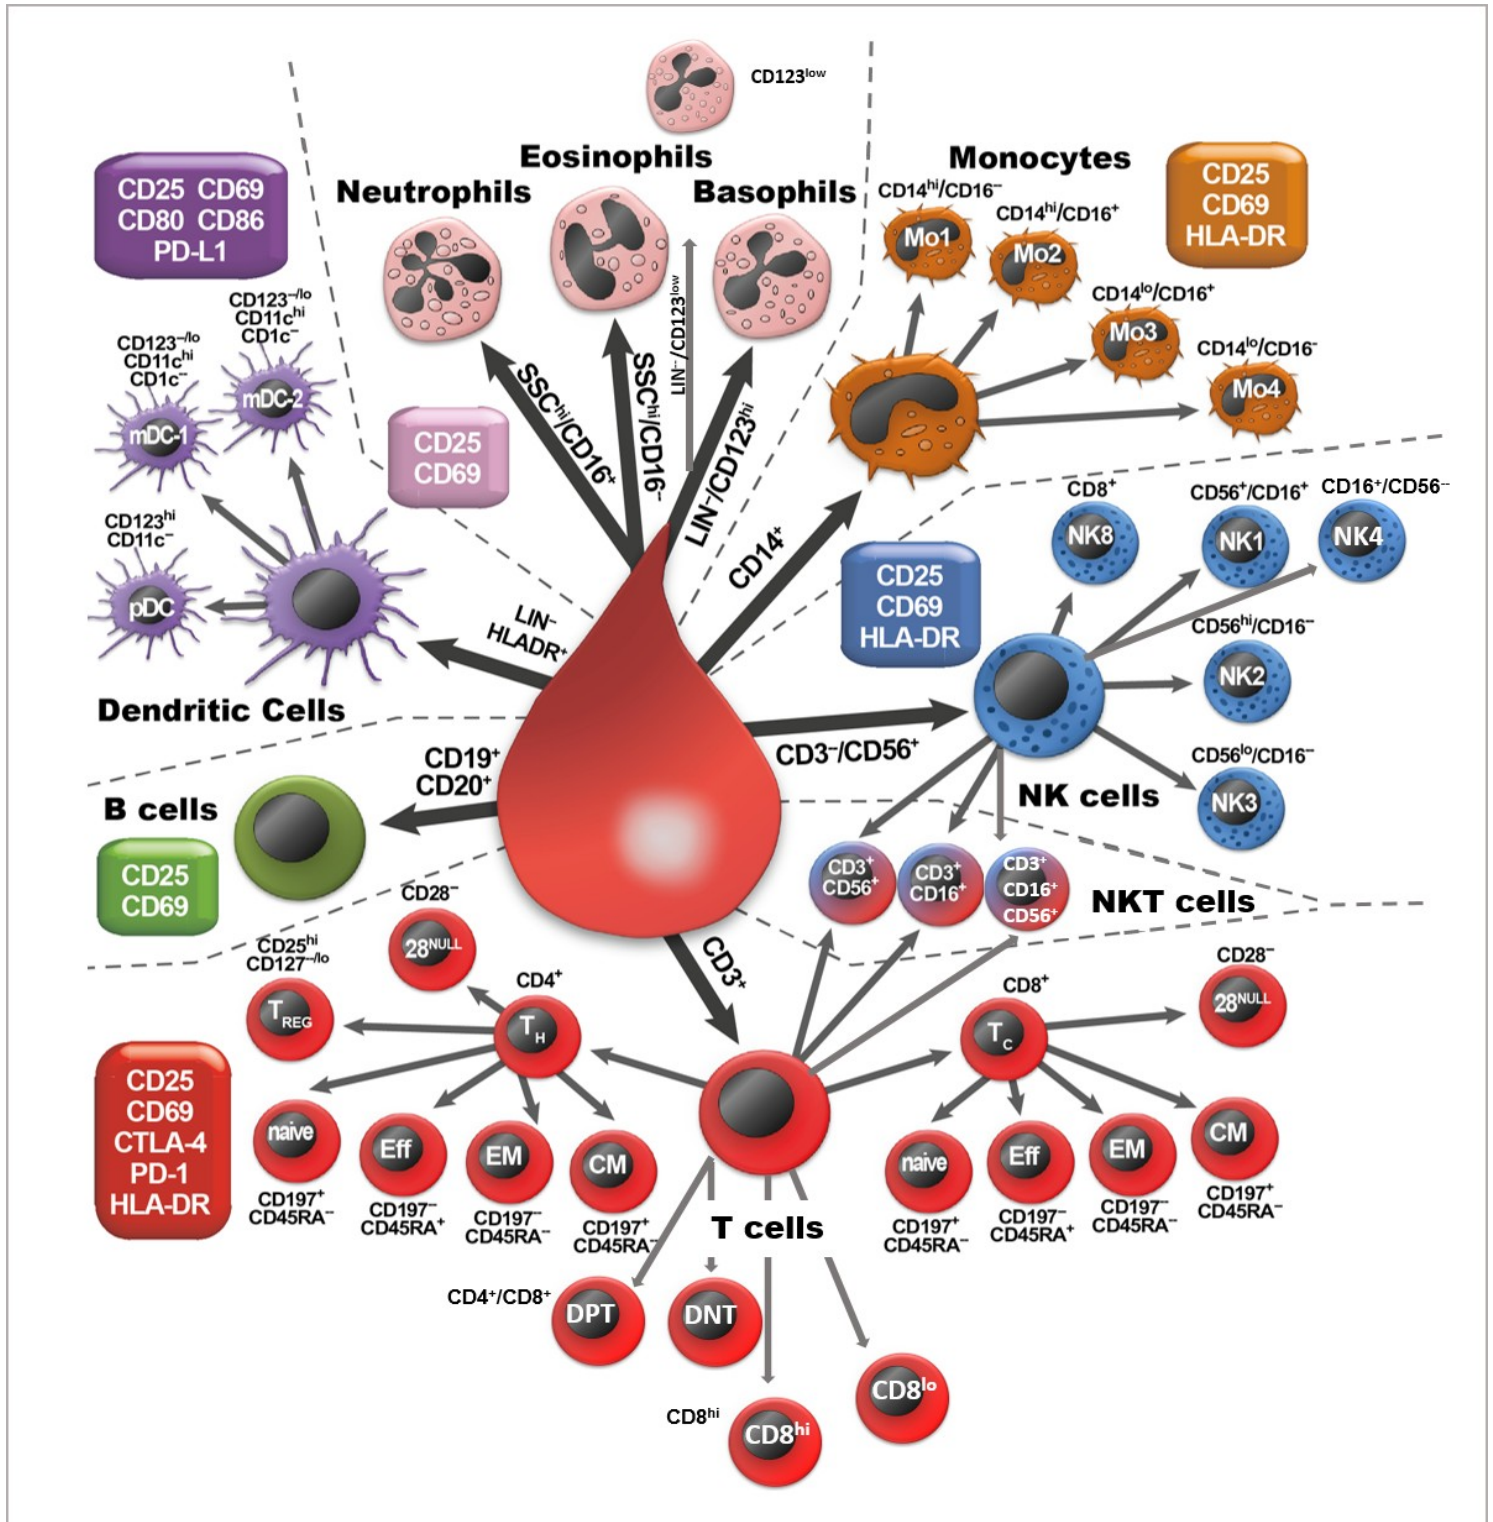 CD123ˡᵒʷ
Eosinophils
Neutrophils
Basophils
Monocytes
CD25 CD69
CD80 CD86
PD-L1
CD25
CD69
HLA-DR
CD14ʰⁱ/CD16⁻
Mo1
CD14ʰⁱ/CD16⁺
Mo2
CD14ˡᵒ/CD16⁺
Mo3
CD14ˡᵒ/CD16⁻
Mo4
CD123⁻/ˡᵒ
CD11cʰⁱ
CD1c⁻
mDC-2
CD123⁻/ˡᵒ
CD11cʰⁱ
CD1c⁻
mDC-1
CD123ʰⁱ
CD11c⁻
pDC
CD25
CD69
SSCʰⁱ/CD16⁺
SSCʰⁱ/CD16⁻
LIN⁻/CD123ˡᵒʷ
LIN⁻/CD123ʰⁱ
CD14⁺
LIN⁻
HLADR⁺
Dendritic Cells
CD25
CD69
HLA-DR
CD8⁺
NK8
CD56⁺/CD16⁺
NK1
CD16⁺/CD56⁻
NK4
CD56ʰⁱ/CD16⁻
NK2
CD56ˡᵒ/CD16⁻
NK3
CD3⁻/CD56⁺
NK cells
CD19⁺
CD20⁺
B cells
CD25
CD69
CD3⁺
CD56⁺
CD3⁺
CD16⁺
CD3⁺
CD16⁺
CD56⁺
NKT cells
CD3⁺
CD28⁻
28ᴺᵁᴸᴸ
CD25ʰⁱ
CD127⁻/ˡᵒ
TREG
CD4⁺
TH
CD8⁺
TC
CD28⁻
28ᴺᵁᴸᴸ
CD25
CD69
CTLA-4
PD-1
HLA-DR
naive
CD197⁺
CD45RA⁻
Eff
CD197⁻
CD45RA⁺
EM
CD197⁻
CD45RA⁻
CM
CD197⁺
CD45RA⁻
T cells
naive
CD197⁺
CD45RA⁻
Eff
CD197⁻
CD45RA⁺
EM
CD197⁻
CD45RA⁻
CM
CD197⁺
CD45RA⁻
CD4⁺/CD8⁺
DPT
DNT
CD8ʰⁱ
CD8ʰⁱ
CD8ˡᵒ